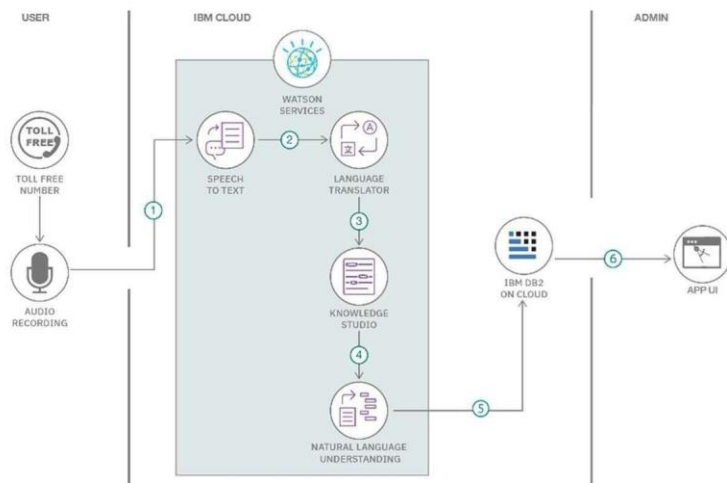 USER
IBM CLOUD
ADMIN
WATSON
SERVICES
TOLL
FREE
TOLL FREE
NUMBER
SPEECH
TO TEXT
2
A
文
LANGUAGE
TRANSLATOR
1
3
AUDIO
RECORDING
KNOWLEDGE
STUDIO
IBM DB2
ON CLOUD
6
APP UI
4
NATURAL LANGUAGE
UNDERSTANDING
5